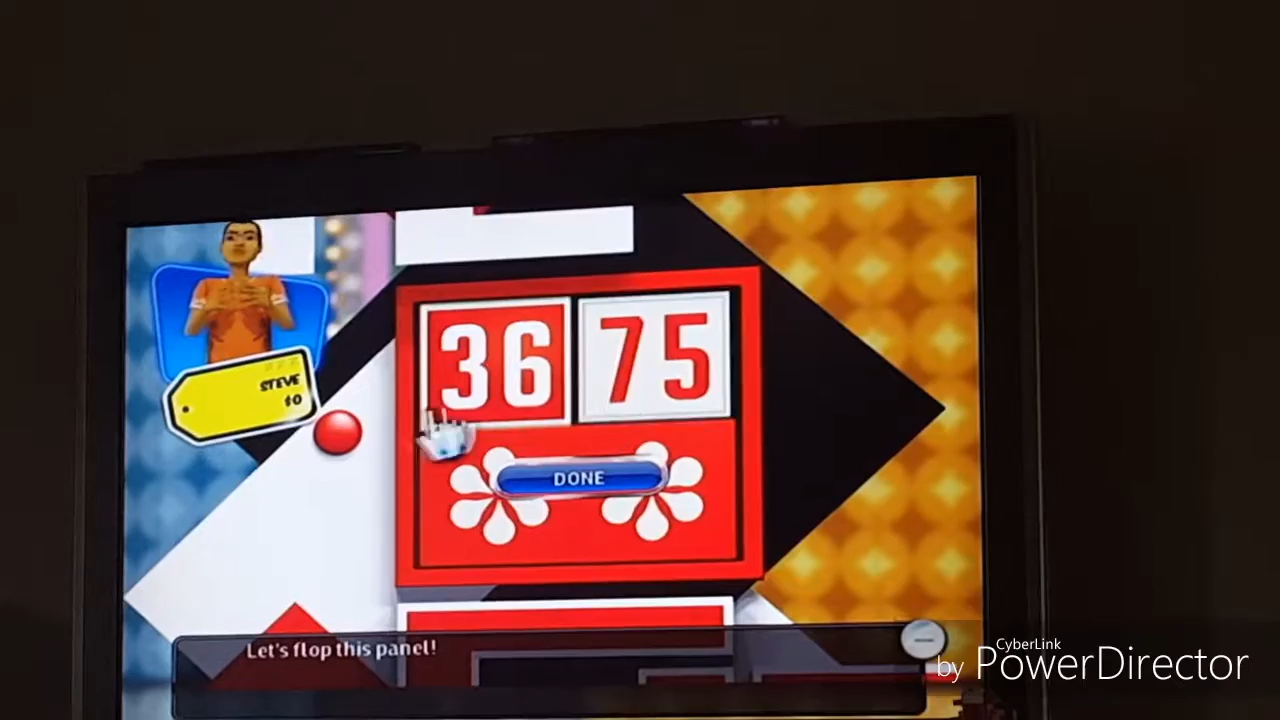 36 75
STEVE
$0
DONE
Let's flop this panel!
CyberLink
by PowerDirector